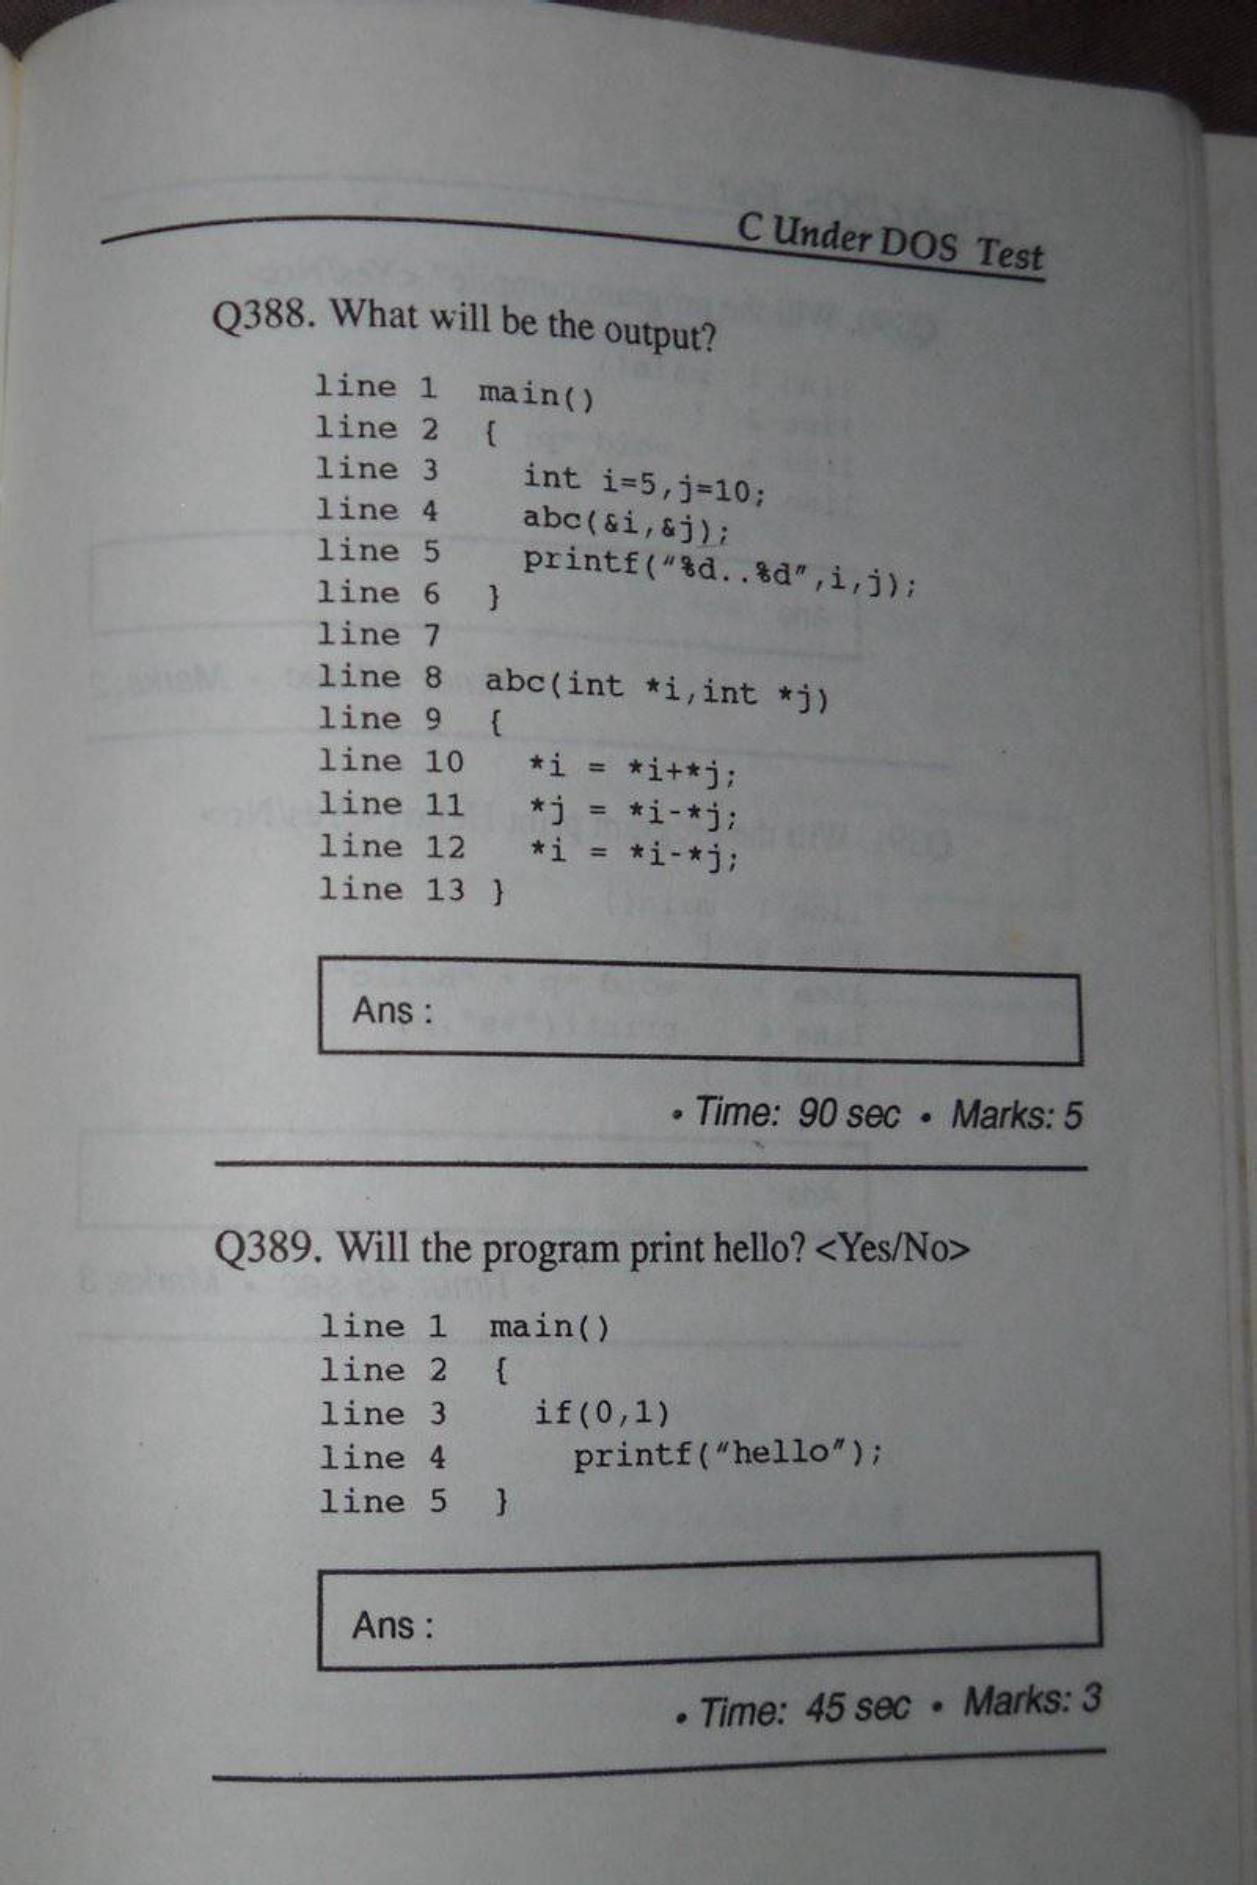 C Under DOS Test
Q388. What will be the output?
line 1 main()
line 2 {
line 3 int i=5,j=10;
line 4 abc(&i,&j);
line 5 printf("%d..%d",i,j);
line 6 }
line 7
line 8 abc(int *i,int *j)
line 9 {
line 10 *i = *i+*j;
line 11 *j = *i-*j;
line 12 *i = *i-*j;
line 13 }
Ans :
• Time: 90 sec • Marks: 5
Q389. Will the program print hello? <Yes/No>
line 1 main()
line 2 {
line 3 if(0,1)
line 4 printf("hello");
line 5 }
Ans :
• Time: 45 sec • Marks: 3